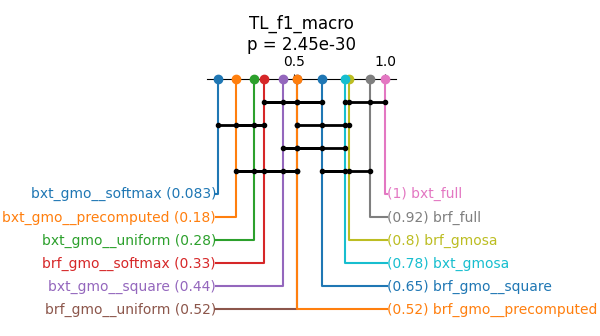 TL_f1_macro
p = 2.45e-30
0.5 1.0
bxt_gmo__softmax (0.083) (1) bxt_full
bxt_gmo__precomputed (0.18) (0.92) brf_full
bxt_gmo__uniform (0.28) (0.8) brf_gmosa
brf_gmo__softmax (0.33) (0.78) bxt_gmosa
bxt_gmo__square (0.44) (0.65) brf_gmo__square
brf_gmo__uniform (0.52) (0.52) brf_gmo__precomputed